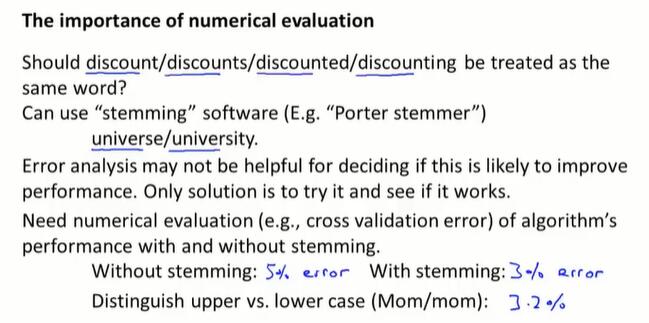 The importance of numerical evaluation
Should discount/discounts/discounted/discounting be treated as the
same word?
Can use “stemming” software (E.g. “Porter stemmer”)
universe/university.
Error analysis may not be helpful for deciding if this is likely to improve
performance. Only solution is to try it and see if it works.
Need numerical evaluation (e.g., cross validation error) of algorithm’s
performance with and without stemming.
Without stemming: 5% error With stemming: 3% error
Distinguish upper vs. lower case (Mom/mom): 3.2%